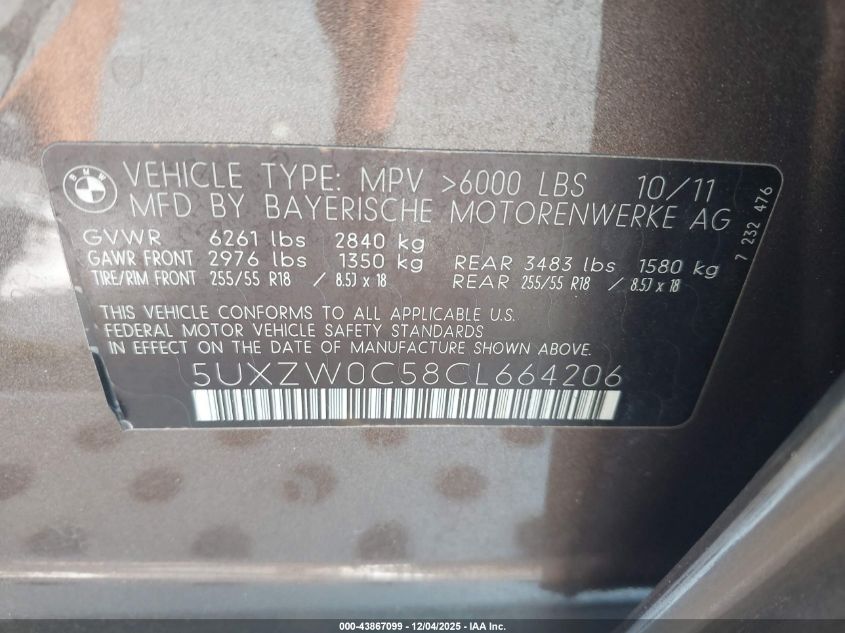 BMW
VEHICLE TYPE: MPV >6000 LBS 10/11
MFD BY BAYERISCHE MOTORENWERKE AG
GVWR 6261 lbs 2840 kg
GAWR FRONT 2976 lbs 1350 kg REAR 3483 lbs 1580 kg
TIRE/RIM FRONT 255/55 R18 / 8.5J x 18 REAR 255/55 R18 / 8.5J x 18
THIS VEHICLE CONFORMS TO ALL APPLICABLE U.S.
FEDERAL MOTOR VEHICLE SAFETY STANDARDS
IN EFFECT ON THE DATE OF MANUFACTURE SHOWN ABOVE.
5UXZW0C58CL664206
7 232 476
000-43867099 - 12/04/2025 - IAA Inc.